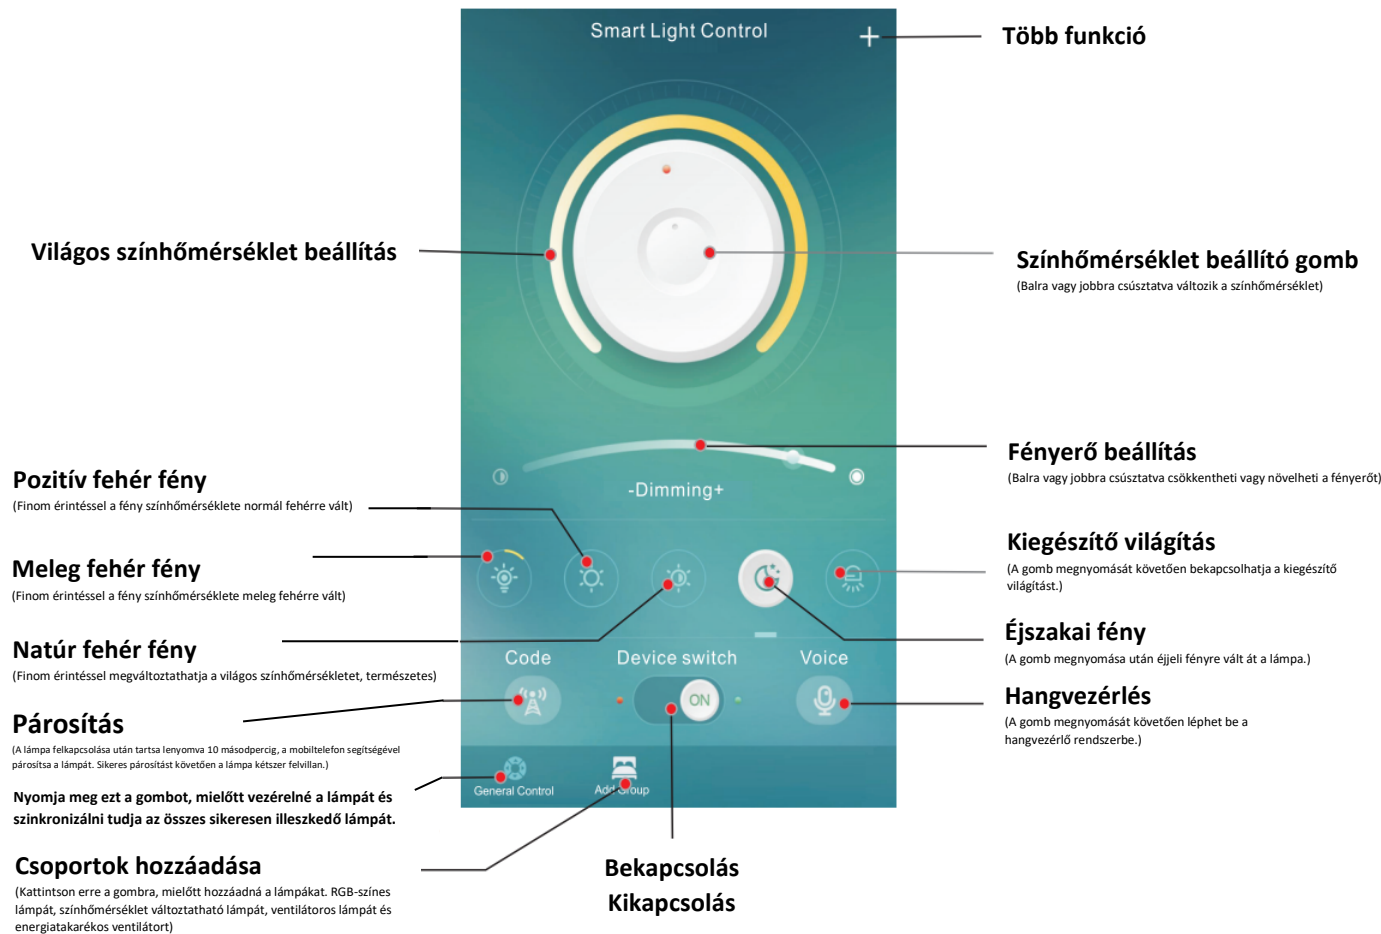 Smart Light Control
Több funkció
Világos színhőmérséklet beállítás
Színhőmérséklet beállító gomb
(Balra vagy jobbra csúsztatva változik a színhőmérséklet)
Fényerő beállítás
(Balra vagy jobbra csúsztatva csökkentheti vagy növelheti a fényerőt)
-Dimming+
Pozitív fehér fény
(Finom érintéssel a fény színhőmérséklete normál fehérre vált)
Kiegészítő világítás
(A gomb megnyomását követően bekapcsolhatja a kiegészítő
világítást.)
Meleg fehér fény
(Finom érintéssel a fény színhőmérséklete meleg fehérre vált)
Éjszakai fény
(A gomb megnyomása után éjjeli fényre vált át a lámpa.)
Natúr fehér fény
(Finom érintéssel megváltoztathatja a világos színhőmérsékletet, természetes)
Code
Device switch
Voice
ON
Hangvezérlés
(A gomb megnyomását követően léphet be a
hangvezérlő rendszerbe.)
Párosítás
(A lámpa felkapcsolása után tartsa lenyomva 10 másodpercig, a mobiltelefon segítségével
párosítsa a lámpát. Sikeres párosítást követően a lámpa kétszer felvillan.)
General Control
Add Group
Nyomja meg ezt a gombot, mielőtt vezérelné a lámpát és
szinkronizálni tudja az összes sikeresen illeszkedő lámpát.
Csoportok hozzáadása
(Kattintson erre a gombra, mielőtt hozzáadná a lámpákat. RGB-színes
lámpát, színhőmérséklet változtatható lámpát, ventilátoros lámpát és
energiatakarékos ventilátort)
Bekapcsolás
Kikapcsolás